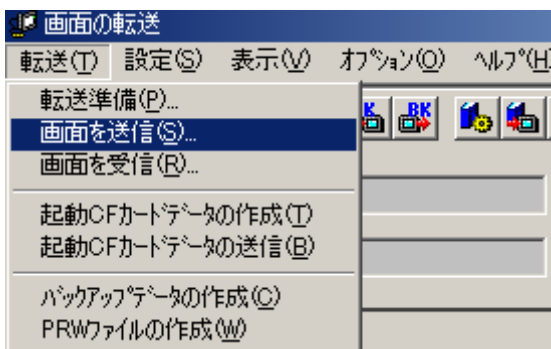 画面の転送
転送(T) 設定(S) 表示(V) オプション(O) ヘルプ(H
転送準備(P)...
画面を送信(S)...
画面を受信(R)...
起動CFカードデータの作成(T)
起動CFカードデータの送信(B)
バックアップデータの作成(C)
PRWファイルの作成(W)
BK